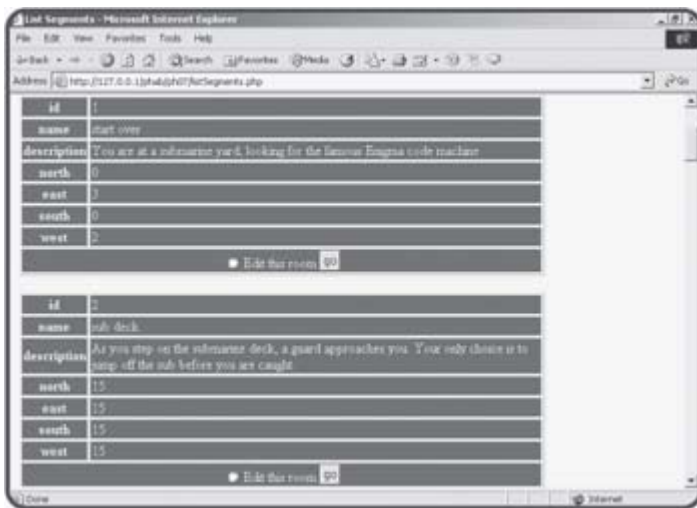 List Segments - Microsoft Internet Explorer
File Edit View Favorites Tools Help
Back Search Favorites Media
Address http://127.0.0.1/phab/ph07/listSegments.php Go
id 1
name start over
description You are at a submarine yard, looking for the famous Enigma code machine
north 0
east 3
south 0
west 2
Edit this room go
id 2
name sub deck
description As you step on the submarine deck, a guard approaches you. Your only choice is to
jump off the sub before you are caught.
north 15
east 15
south 15
west 15
Edit this room go
Done Internet